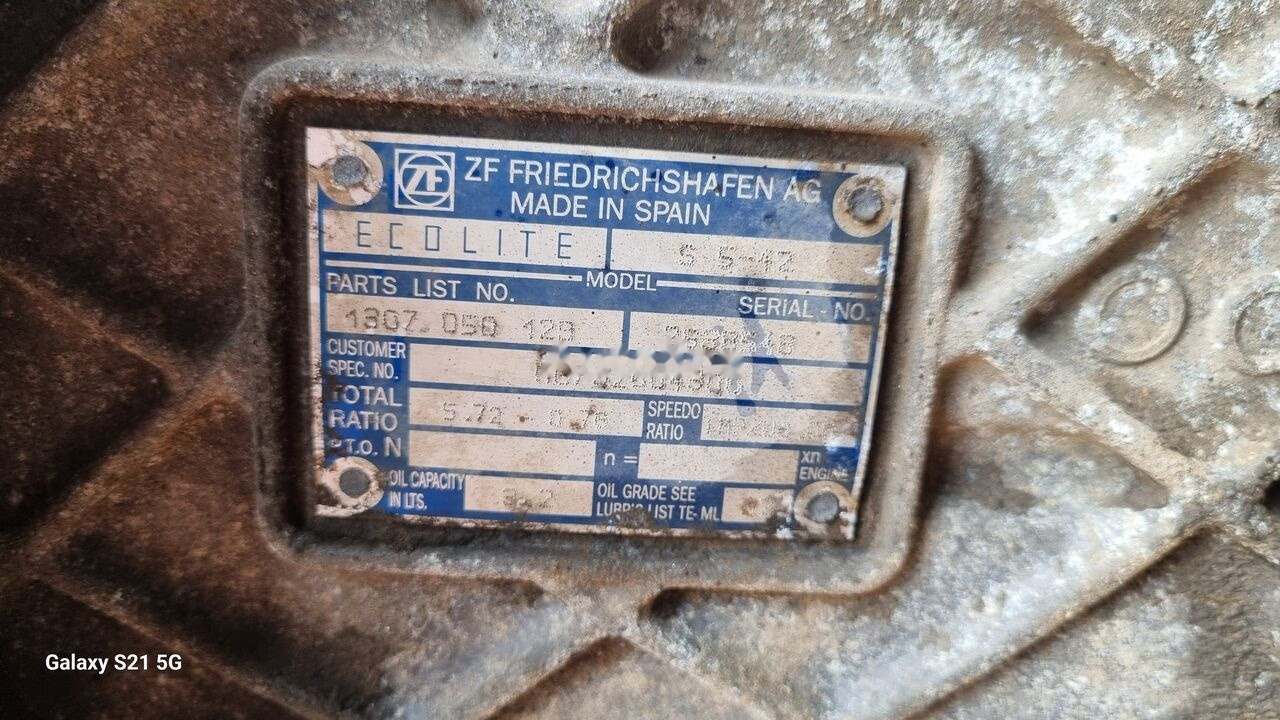 ZF ZF FRIEDRICHSHAFEN AG
MADE IN SPAIN
ECOLITE S 5-42
MODEL
PARTS LIST NO. SERIAL - NO.
1307 050 120
CUSTOMER
SPEC. NO.
TOTAL
RATIO 5.72 - 0.76 SPEEDO
RATIO
P.T.O. N n = xn
ENGINE
OIL CAPACITY
IN LTS. OIL GRADE SEE
LUBRIC LIST TE-ML
Galaxy S21 5G